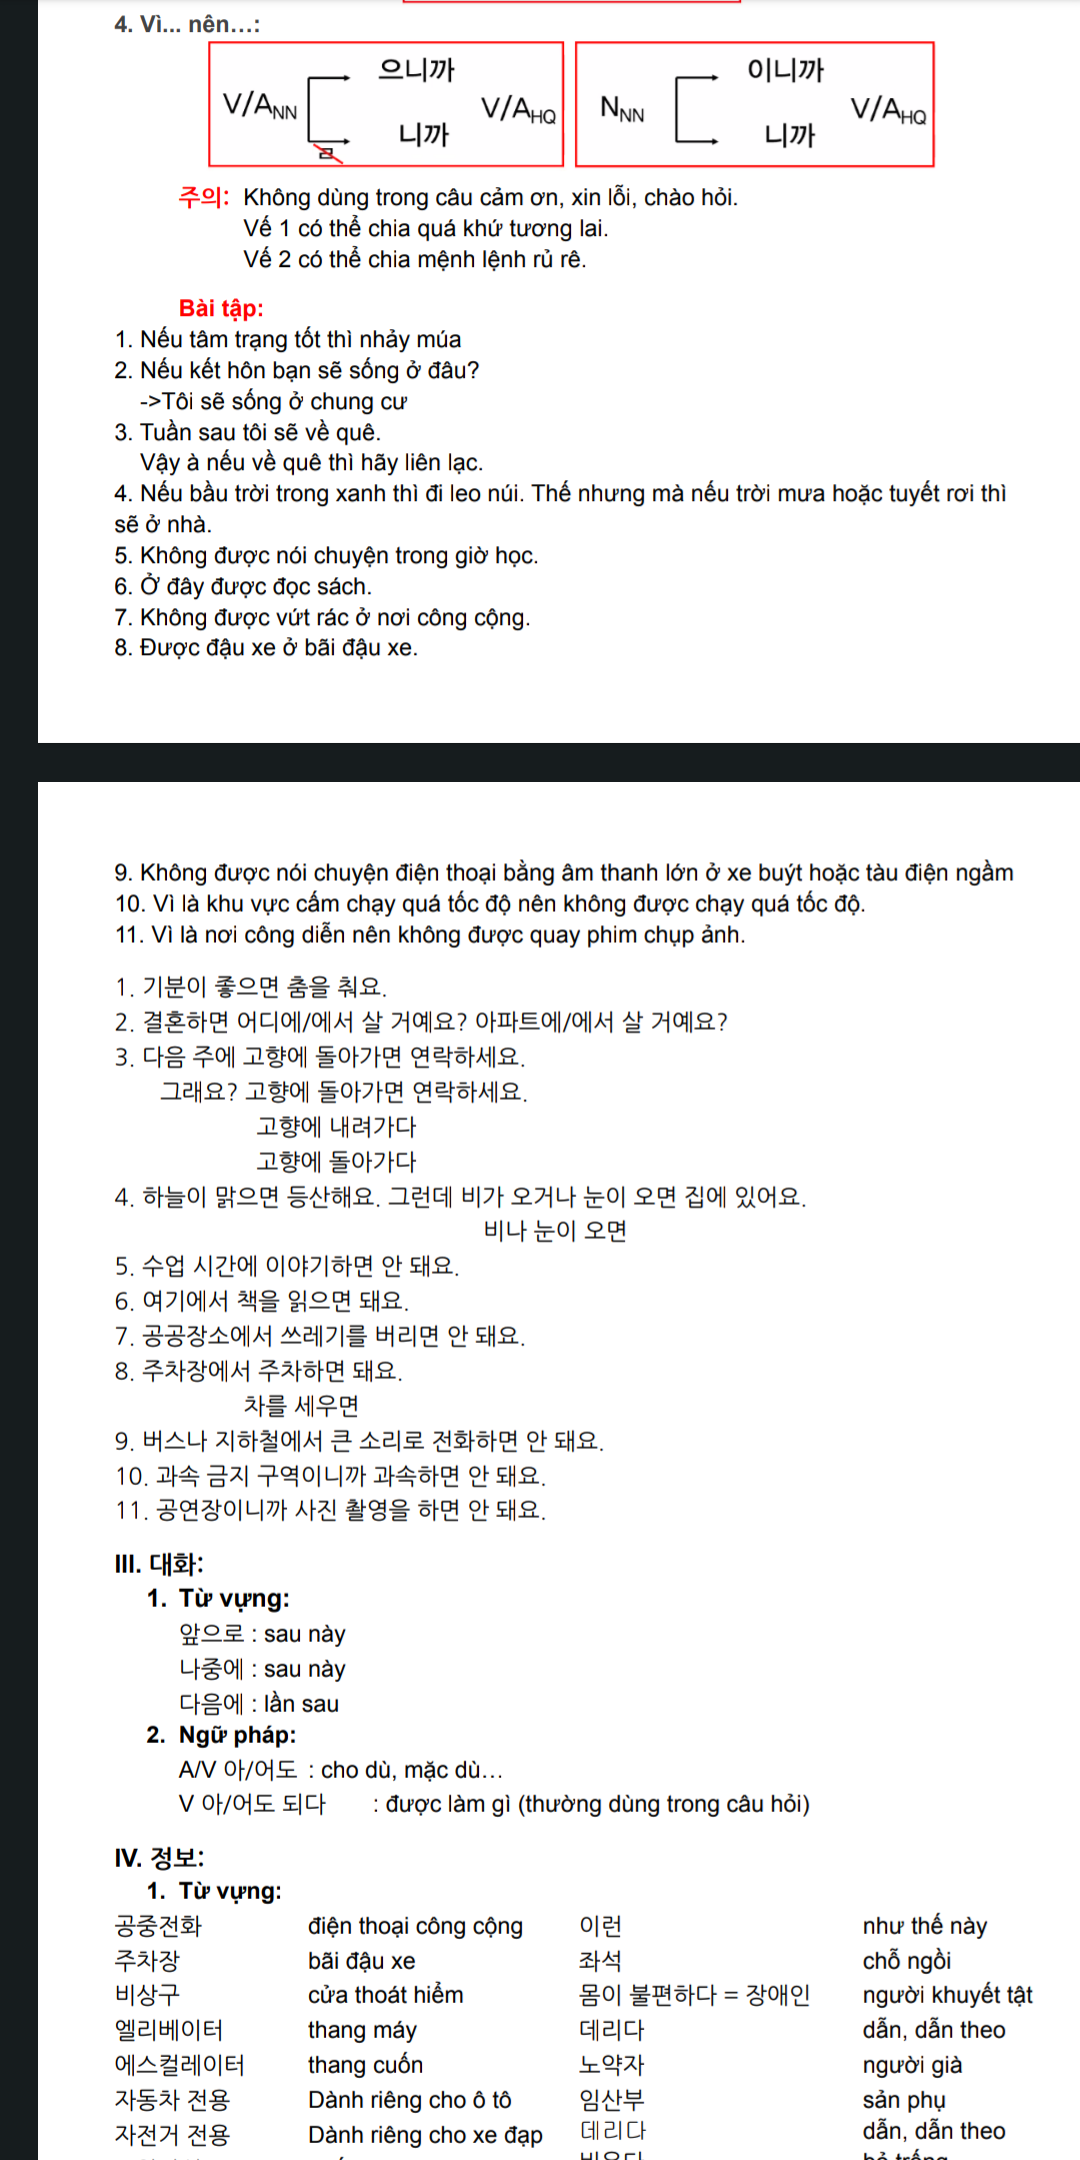 4. Vì... nên...:
V/ANN 으니까 니까 ㄹ V/AHQ
NNN 이니까 니까 V/AHQ
주의: Không dùng trong câu cảm ơn, xin lỗi, chào hỏi.
Vế 1 có thể chia quá khứ tương lai.
Vế 2 có thể chia mệnh lệnh rủ rê.
Bài tập:
1. Nếu tâm trạng tốt thì nhảy múa
2. Nếu kết hôn bạn sẽ sống ở đâu?
->Tôi sẽ sống ở chung cư
3. Tuần sau tôi sẽ về quê.
Vậy à nếu về quê thì hãy liên lạc.
4. Nếu bầu trời trong xanh thì đi leo núi. Thế nhưng mà nếu trời mưa hoặc tuyết rơi thì
sẽ ở nhà.
5. Không được nói chuyện trong giờ học.
6. Ở đây được đọc sách.
7. Không được vứt rác ở nơi công cộng.
8. Được đậu xe ở bãi đậu xe.
9. Không được nói chuyện điện thoại bằng âm thanh lớn ở xe buýt hoặc tàu điện ngầm
10. Vì là khu vực cấm chạy quá tốc độ nên không được chạy quá tốc độ.
11. Vì là nơi công diễn nên không được quay phim chụp ảnh.
1. 기분이 좋으면 춤을 춰요.
2. 결혼하면 어디에/에서 살 거예요? 아파트에/에서 살 거예요?
3. 다음 주에 고향에 돌아가면 연락하세요.
그래요? 고향에 돌아가면 연락하세요.
고향에 내려가다
고향에 돌아가다
4. 하늘이 맑으면 등산해요. 그런데 비가 오거나 눈이 오면 집에 있어요.
비나 눈이 오면
5. 수업 시간에 이야기하면 안 돼요.
6. 여기에서 책을 읽으면 돼요.
7. 공공장소에서 쓰레기를 버리면 안 돼요.
8. 주차장에서 주차하면 돼요.
차를 세우면
9. 버스나 지하철에서 큰 소리로 전화하면 안 돼요.
10. 과속 금지 구역이니까 과속하면 안 돼요.
11. 공연장이니까 사진 촬영을 하면 안 돼요.
III. 대화:
1. Từ vựng:
앞으로 : sau này
나중에 : sau này
다음에 : lần sau
2. Ngữ pháp:
A/V 아/어도 : cho dù, mặc dù...
V 아/어도 되다 : được làm gì (thường dùng trong câu hỏi)
IV. 정보:
1. Từ vựng:
공중전화 điện thoại công cộng 이런 như thế này
주차장 bãi đậu xe 좌석 chỗ ngồi
비상구 cửa thoát hiểm 몸이 불편하다 = 장애인 người khuyết tật
엘리베이터 thang máy 데리다 dẫn, dẫn theo
에스컬레이터 thang cuốn 노약자 người già
자동차 전용 Dành riêng cho ô tô 임산부 sản phụ
자전거 전용 Dành riêng cho xe đạp 데리다 dẫn, dẫn theo